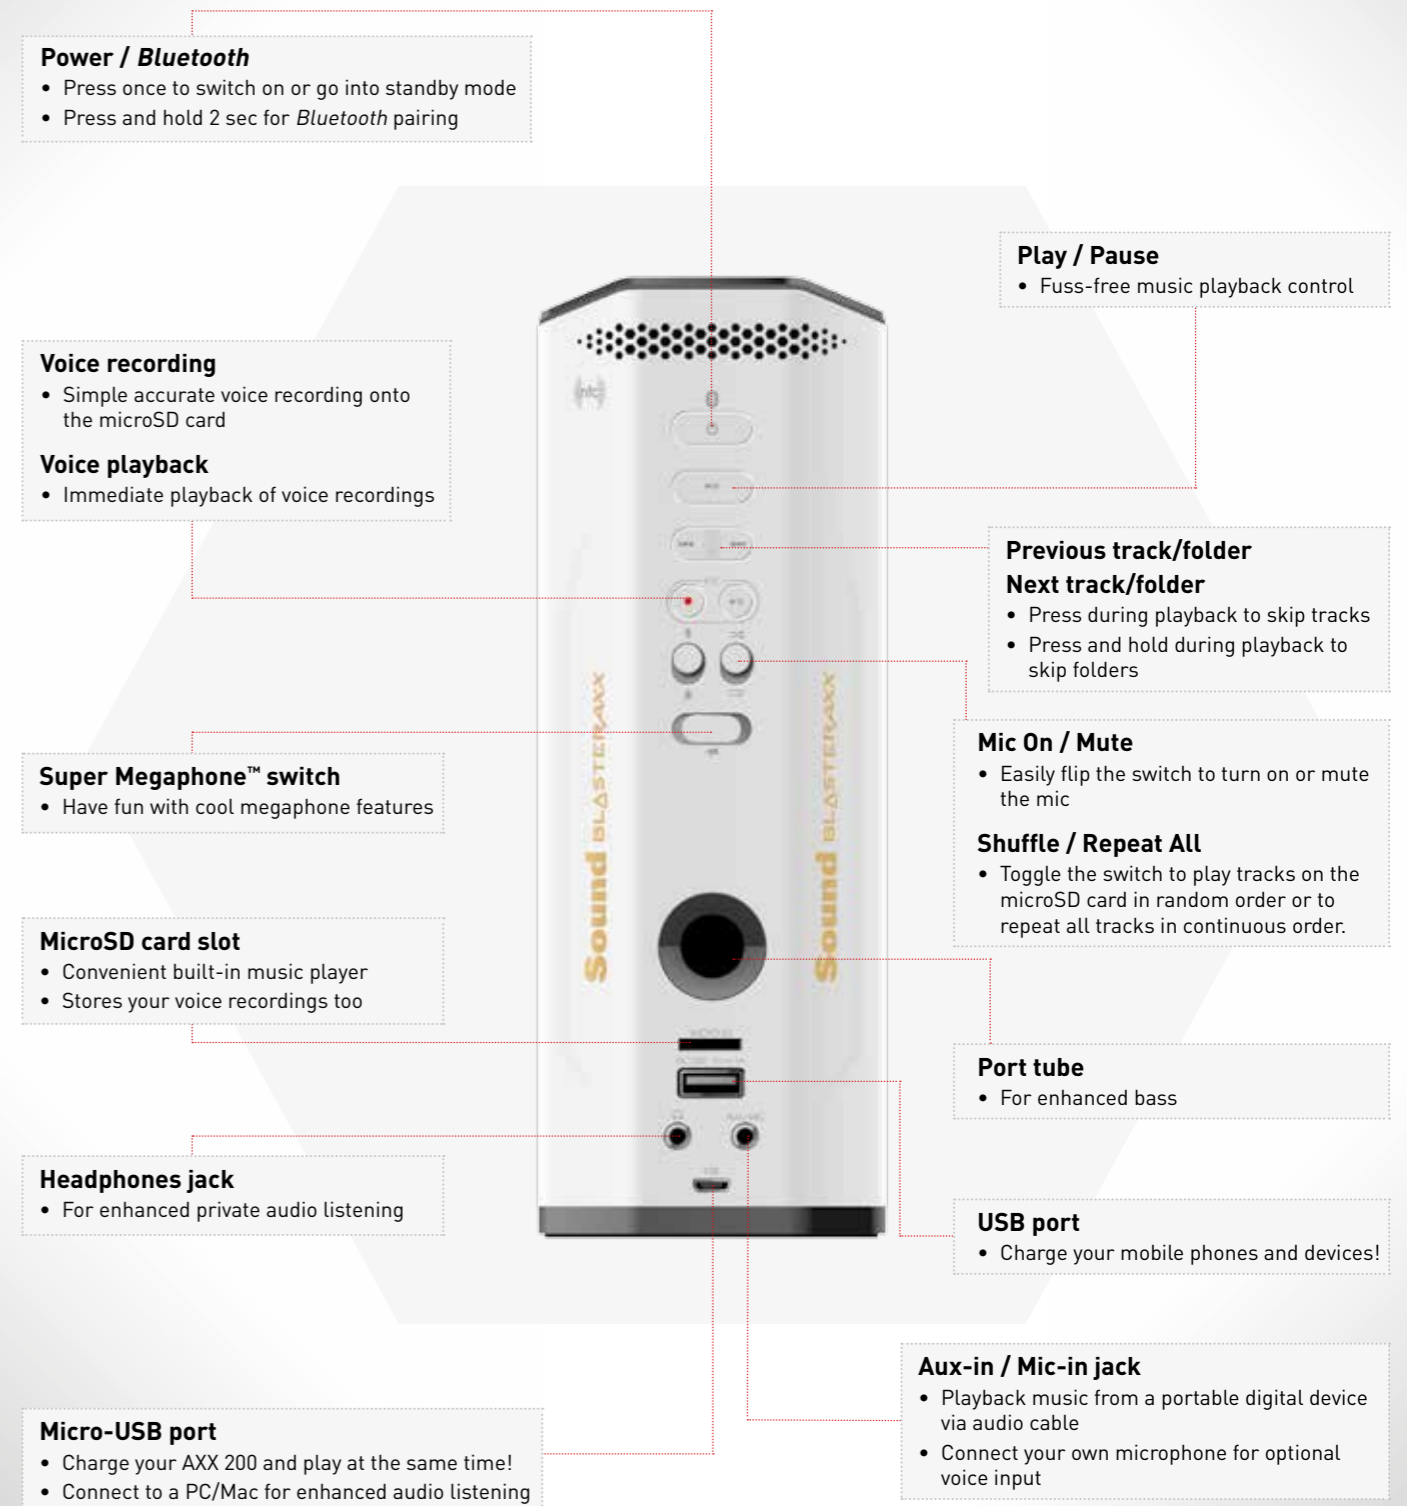 Power / Bluetooth
• Press once to switch on or go into standby mode
• Press and hold 2 sec for Bluetooth pairing
Play / Pause
• Fuss-free music playback control
Voice recording
• Simple accurate voice recording onto
the microSD card
Voice playback
• Immediate playback of voice recordings
nfc
Previous track/folder
Next track/folder
• Press during playback to skip tracks
• Press and hold during playback to
skip folders
Mic On / Mute
• Easily flip the switch to turn on or mute
the mic
Shuffle / Repeat All
• Toggle the switch to play tracks on the
microSD card in random order or to
repeat all tracks in continuous order.
Super Megaphone™ switch
• Have fun with cool megaphone features
Sound BLASTERAXX
Sound BLASTERAXX
MicroSD card slot
• Convenient built-in music player
• Stores your voice recordings too
Port tube
• For enhanced bass
Headphones jack
• For enhanced private audio listening
USB port
• Charge your mobile phones and devices!
Aux-in / Mic-in jack
• Playback music from a portable digital device
via audio cable
• Connect your own microphone for optional
voice input
Micro-USB port
• Charge your AXX 200 and play at the same time!
• Connect to a PC/Mac for enhanced audio listening